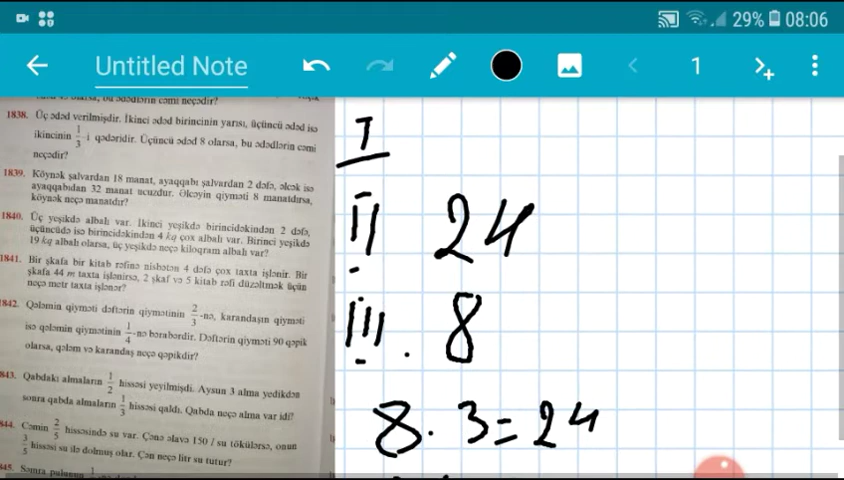 29% 08:06
Untitled Note
1
1838. Üç ədəd verilmişdir. İkinci ədəd birincinin yarısı, üçüncü ədəd isə
ikincinin 1/3-i qədəridir. Üçüncü ədəd 8 olarsa, bu ədədlərin cəmi
neçədir?
1839. Köynək şalvardan 18 manat, ayaqqabı şalvardan 2 dəfə, əlcək isə
ayaqqabıdan 32 manat ucuzdur. Əlcəyin qiyməti 8 manatdırsa,
köynək neçə manatdır?
1840. Üç yeşikdə albalı var. İkinci yeşikdə birincidəkindən 2 dəfə,
üçüncüdə isə birincidəkindən 4 kq çox albalı var. Birinci yeşikdə
19 kq albalı olarsa, üç yeşikdə neçə kiloqram albalı var?
1841. Bir şkafa bir kitab rəfinə nisbətən 4 dəfə çox taxta işlənir. Bir
şkafa 44 m taxta işlənirsə, 2 şkaf və 5 kitab rəfi düzəltmək üçün
neçə metr taxta işlənər?
1842. Qələmin qiyməti dəftərin qiymətinin 2/3-nə, karandaşın qiyməti
isə qələmin qiymətinin 1/4-nə bərabərdir. Dəftərin qiyməti 90 qəpik
olarsa, qələm və karandaş neçə qəpikdir?
843. Qabdakı almaların 1/2 hissəsi yeyilmişdi. Aysun 3 alma yedikdən
sonra qabda almaların 1/3 hissəsi qaldı. Qabda neçə alma var idi?
844. Çəmin 2/5 hissəsində su var. Çənə əlavə 150 l su tökülərsə, onun
3/5 hissəsi su ilə dolmuş olar. Çən neçə litr su tutur?
845.
I
II 24
III. 8
8. 3=24